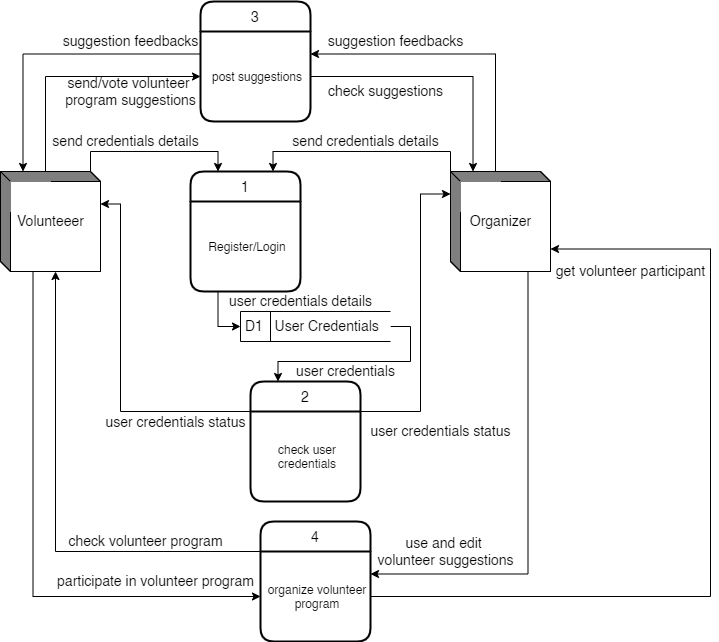 3
suggestion feedbacks
suggestion feedbacks
post suggestions
send/vote volunteer
program suggestions
check suggestions
send credentials details
send credentials details
1
Volunteeer
Organizer
Register/Login
get volunteer participant
user credentials details
D1 User Credentials
user credentials
2
user credentials status
user credentials status
check user
credentials
4
check volunteer program
use and edit
volunteer suggestions
participate in volunteer program
organize volunteer
program